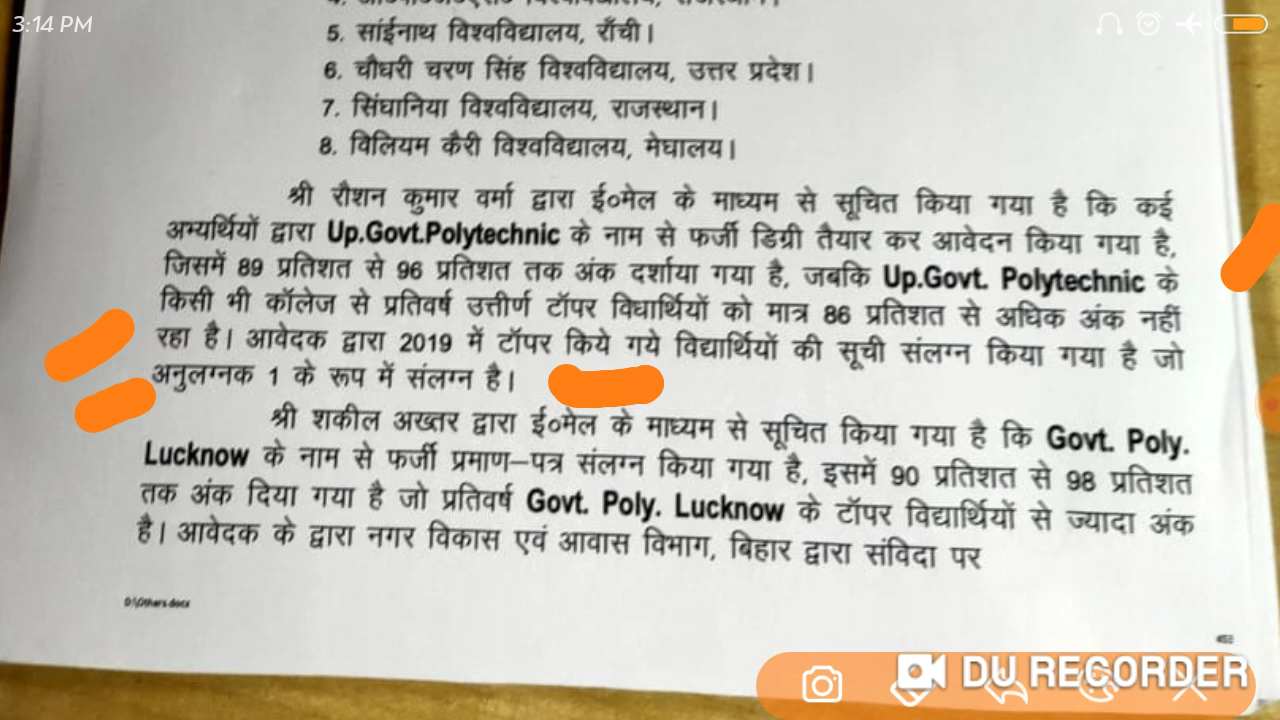 3:14 PM
5. सांईनाथ विश्वविद्यालय, राँची।
6. चौधरी चरण सिंह विश्वविद्यालय, उत्तर प्रदेश।
7. सिंघानिया विश्वविद्यालय, राजस्थान।
8. विलियम कैरी विश्वविद्यालय, मेघालय।
श्री रौशन कुमार वर्मा द्वारा ई०मेल के माध्यम से सूचित किया गया है कि कई
अभ्यर्थियों द्वारा Up.Govt.Polytechnic के नाम से फर्जी डिग्री तैयार कर आवेदन किया गया है,
जिसमें 89 प्रतिशत से 96 प्रतिशत तक अंक दर्शाया गया है, जबकि Up.Govt. Polytechnic के
किसी भी कॉलेज से प्रतिवर्ष उत्तीर्ण टॉपर विधार्थियों को मात्र 86 प्रतिशत से अधिक अंक नहीं
रहा है। आवेदक द्वारा 2019 में टॉपर किये गये विद्यार्थियों की सूची संलग्न किया गया है जो
अनुलग्नक 1 के रूप में संलग्न है।
श्री शकील अख्तर द्वारा ई०मेल के माध्यम से सूचित किया गया है कि Govt. Poly.
Lucknow के नाम से फर्जी प्रमाण–पत्र संलग्न किया गया है, इसमें 90 प्रतिशत से 98 प्रतिशत
तक अंक दिया गया है जो प्रतिवर्ष Govt. Poly. Lucknow के टॉपर विद्यार्थियों से ज्यादा अंक
है। आवेदक के द्वारा नगर विकास एवं आवास विभाग, बिहार द्वारा संविदा पर
D:\Others.docx
DU RECORDER